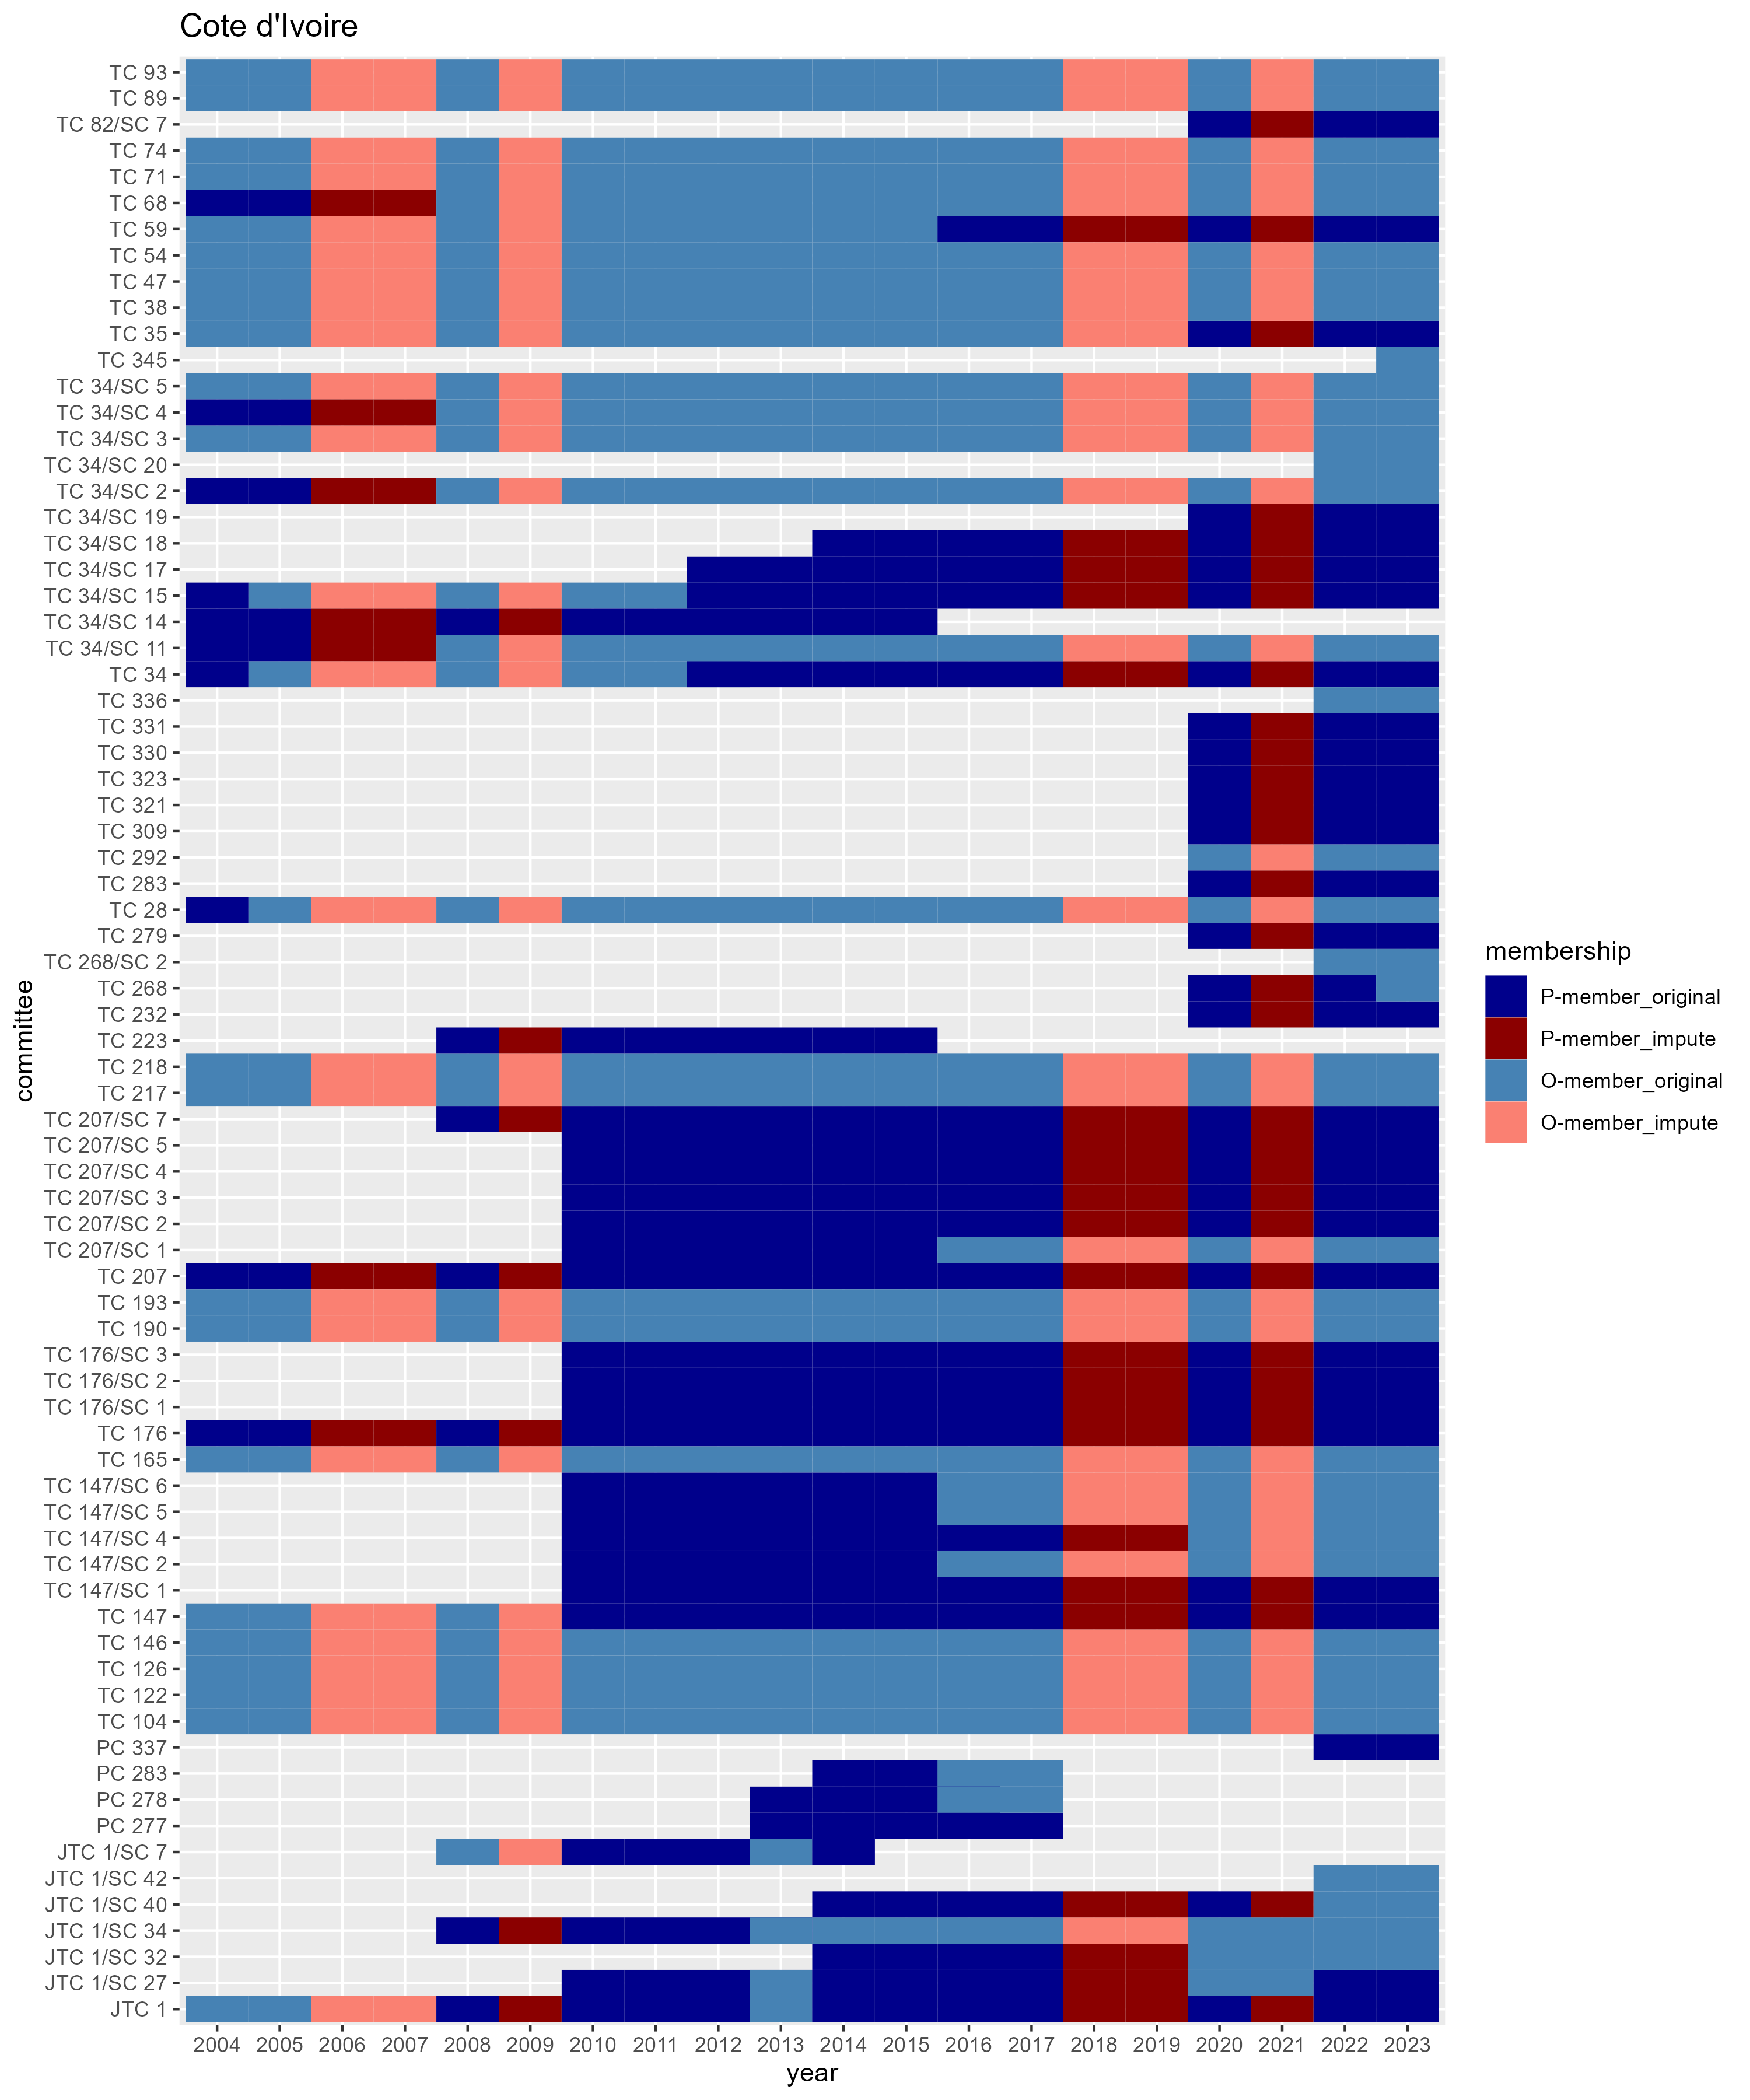 Cote d'Ivoire
TC 93
TC 89
TC 82/SC 7
TC 74
TC 71
TC 68
TC 59
TC 54
TC 47
TC 38
TC 35
TC 345
TC 34/SC 5
TC 34/SC 4
TC 34/SC 3
TC 34/SC 20
TC 34/SC 2
TC 34/SC 19
TC 34/SC 18
TC 34/SC 17
TC 34/SC 15
TC 34/SC 14
TC 34/SC 11
TC 34
TC 336
TC 331
TC 330
TC 323
TC 321
TC 309
TC 292
TC 283
TC 28
TC 279
TC 268/SC 2
TC 268
TC 232
TC 223
TC 218
TC 217
TC 207/SC 7
TC 207/SC 5
TC 207/SC 4
TC 207/SC 3
TC 207/SC 2
TC 207/SC 1
TC 207
TC 193
TC 190
TC 176/SC 3
TC 176/SC 2
TC 176/SC 1
TC 176
TC 165
TC 147/SC 6
TC 147/SC 5
TC 147/SC 4
TC 147/SC 2
TC 147/SC 1
TC 147
TC 146
TC 126
TC 122
TC 104
PC 337
PC 283
PC 278
PC 277
JTC 1/SC 7
JTC 1/SC 42
JTC 1/SC 40
JTC 1/SC 34
JTC 1/SC 32
JTC 1/SC 27
JTC 1
committee
2004 2005 2006 2007 2008 2009 2010 2011 2012 2013 2014 2015 2016 2017 2018 2019 2020 2021 2022 2023
year
membership
P-member_original
P-member_impute
O-member_original
O-member_impute